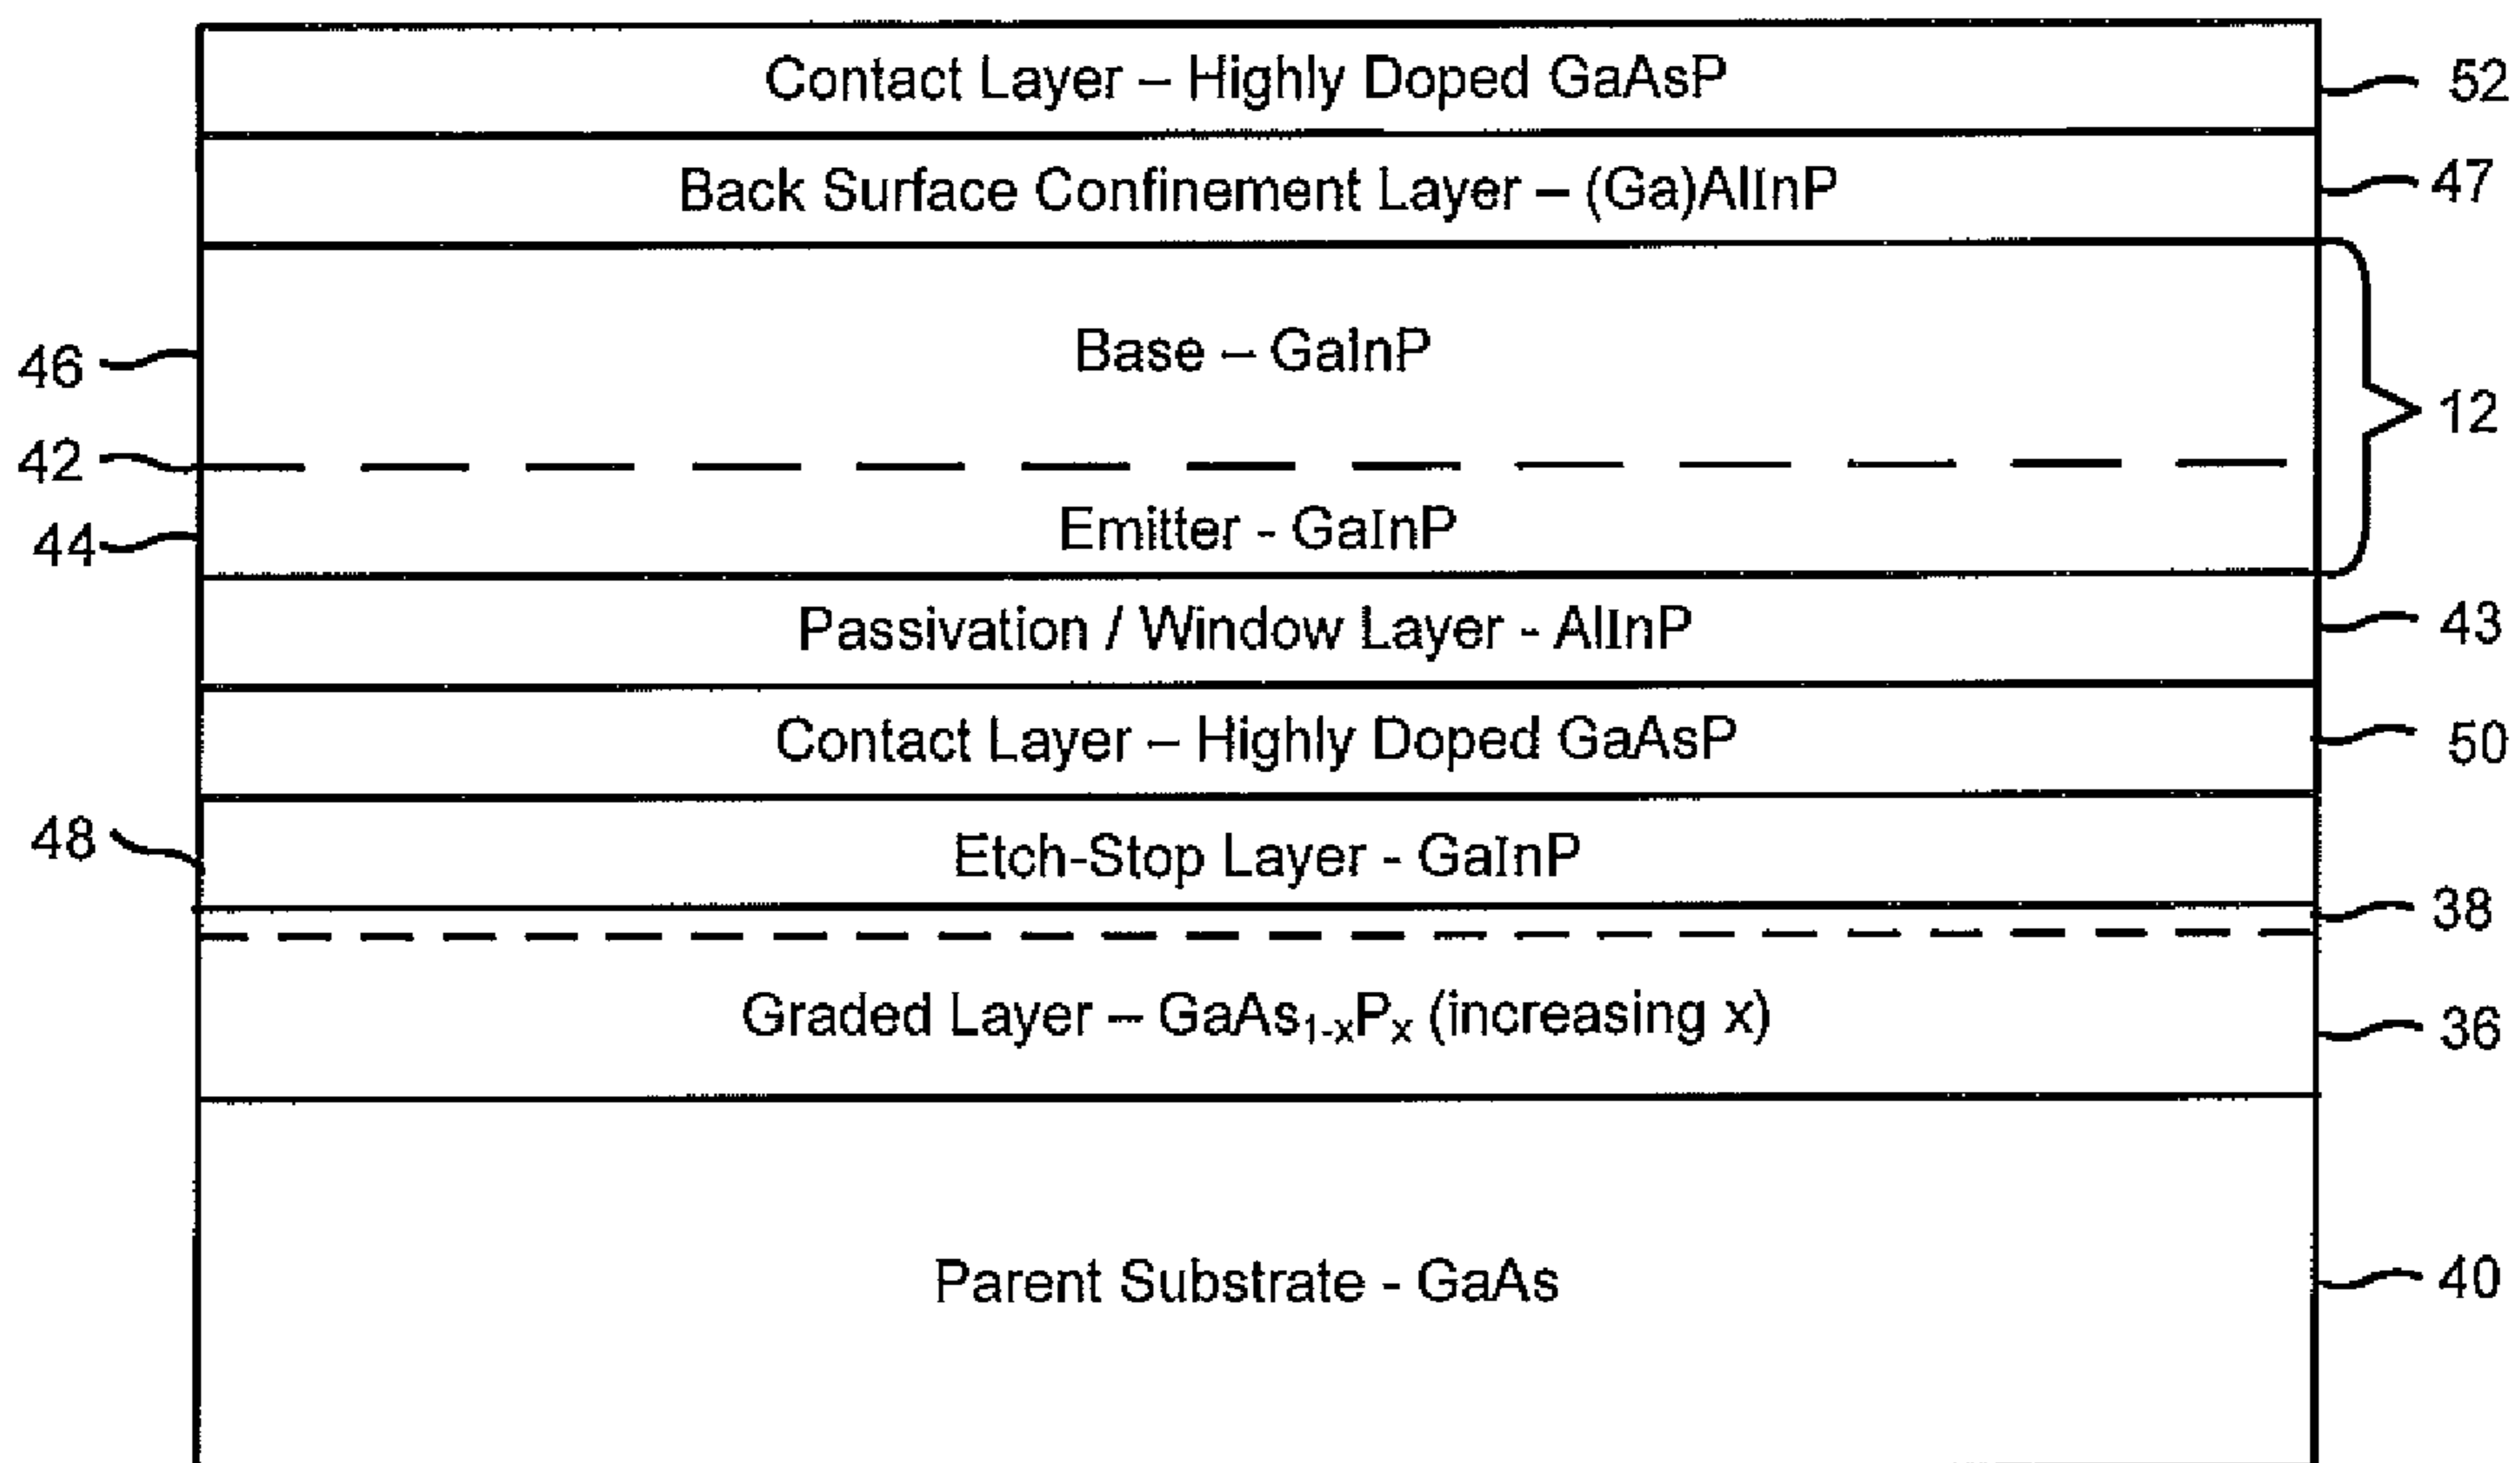 Contact Layer – Highly Doped GaAsP 52
Back Surface Confinement Layer – (Ga)AlInP 47
Base – GaInP
46
12
42
Emitter - GaInP
44
Passivation / Window Layer - AlInP 43
Contact Layer – Highly Doped GaAsP 50
48
Etch-Stop Layer - GaInP
38
Graded Layer – GaAs₁₋ₓPₓ (increasing x) 36
Parent Substrate - GaAs 40